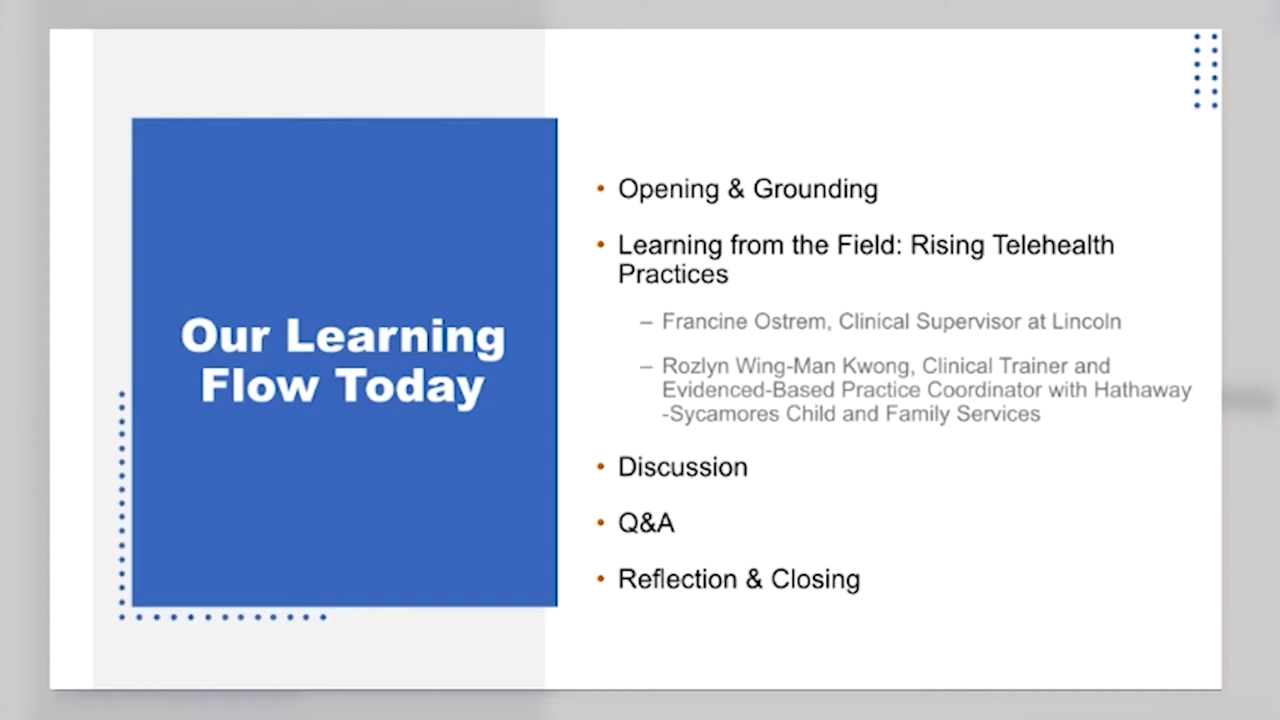 Our Learning
Flow Today
• Opening & Grounding
• Learning from the Field: Rising Telehealth
Practices
– Francine Ostrem, Clinical Supervisor at Lincoln
– Rozlyn Wing-Man Kwong, Clinical Trainer and
Evidenced-Based Practice Coordinator with Hathaway
-Sycamores Child and Family Services
• Discussion
• Q&A
• Reflection & Closing